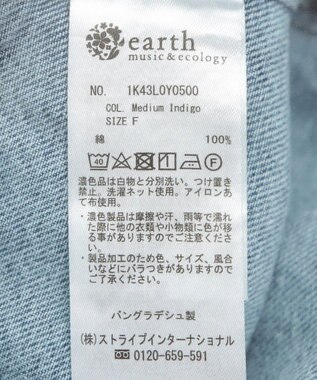 earth
music&ecology
NO. 1K43L0Y0500
COL. Medium Indigo
SIZE F
綿 100%
40 F
濃色品は白物と分別洗い。つけ置き
禁止。洗濯ネット使用。アイロンあ
て布使用。
・濃色製品は摩擦や汗、雨等で濡れ
た際に他の衣類や小物類に色が移
る事がありますのでご注意くださ
い。
・製品加工のため色、サイズ、風合
いなどにバラつきがありますので
ご了承ください。
バングラデシュ製
(株)ストライプインターナショナル
0120-659-591